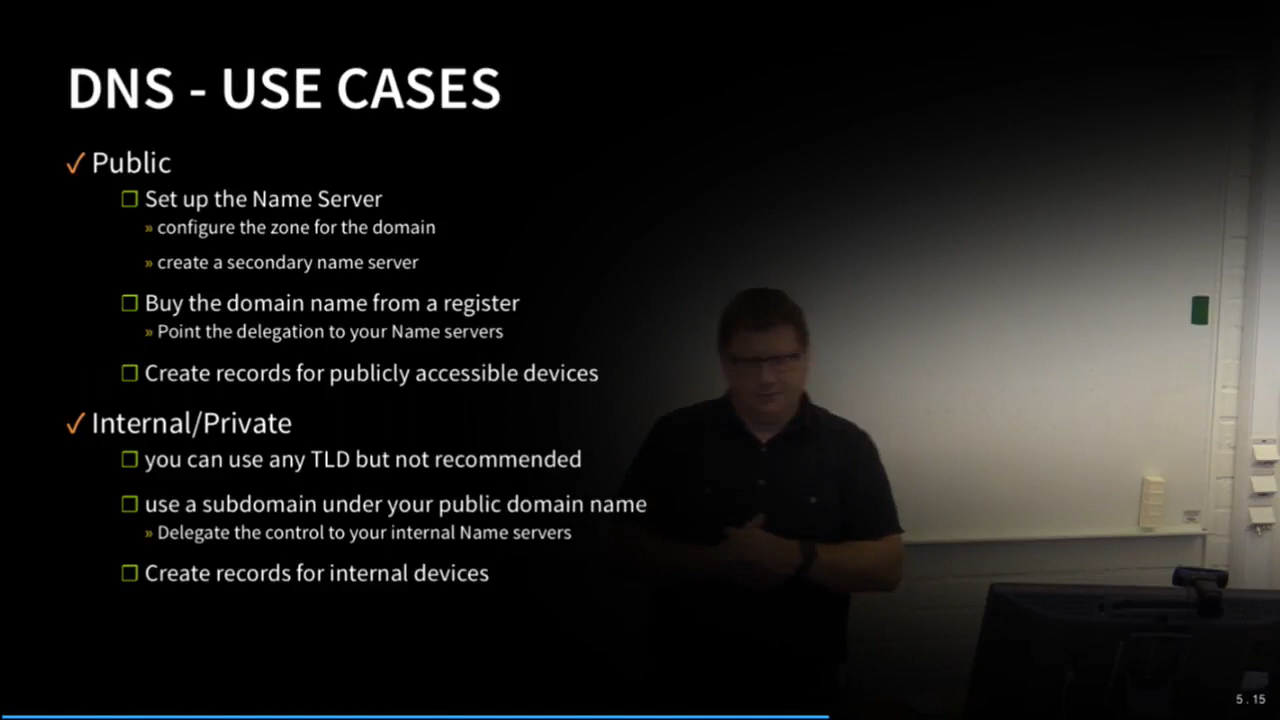 DNS - USE CASES
✓ Public
❐ Set up the Name Server
» configure the zone for the domain
» create a secondary name server
❐ Buy the domain name from a register
» Point the delegation to your Name servers
❐ Create records for publicly accessible devices
✓ Internal/Private
❐ you can use any TLD but not recommended
❐ use a subdomain under your public domain name
» Delegate the control to your internal Name servers
❐ Create records for internal devices
5 . 15